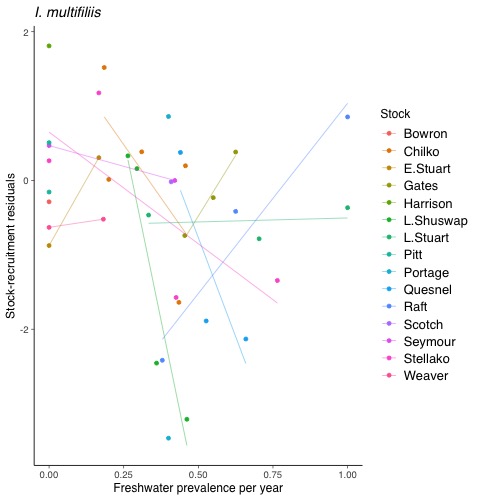 I. multifiliis
2
0
-2
Stock-recruitment residuals
0.00 0.25 0.50 0.75 1.00
Freshwater prevalence per year
Stock
Bowron
Chilko
E.Stuart
Gates
Harrison
L.Shuswap
L.Stuart
Pitt
Portage
Quesnel
Raft
Scotch
Seymour
Stellako
Weaver